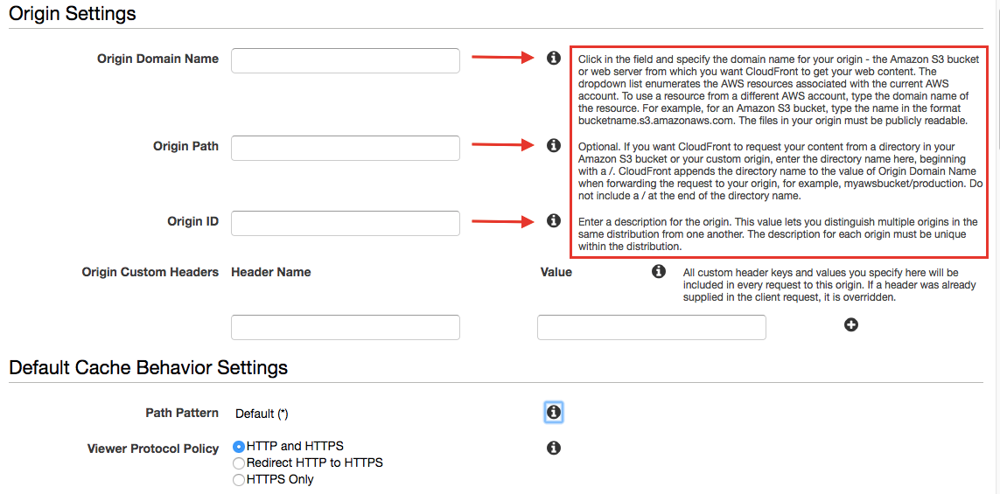 Origin Settings
Origin Domain Name
Click in the field and specify the domain name for your origin - the Amazon S3 bucket
or web server from which you want CloudFront to get your web content. The
dropdown list enumerates the AWS resources associated with the current AWS
account. To use a resource from a different AWS account, type the domain name of
the resource. For example, for an Amazon S3 bucket, type the name in the format
bucketname.s3.amazonaws.com. The files in your origin must be publicly readable.
Origin Path
Optional. If you want CloudFront to request your content from a directory in your
Amazon S3 bucket or your custom origin, enter the directory name here, beginning
with a /. CloudFront appends the directory name to the value of Origin Domain Name
when forwarding the request to your origin, for example, myawsbucket/production. Do
not include a / at the end of the directory name.
Origin ID
Enter a description for the origin. This value lets you distinguish multiple origins in the
same distribution from one another. The description for each origin must be unique
within the distribution.
Origin Custom Headers Header Name Value
All custom header keys and values you specify here will be
included in every request to this origin. If a header was already
supplied in the client request, it is overridden.
Default Cache Behavior Settings
Path Pattern Default (*)
Viewer Protocol Policy HTTP and HTTPS
Redirect HTTP to HTTPS
HTTPS Only